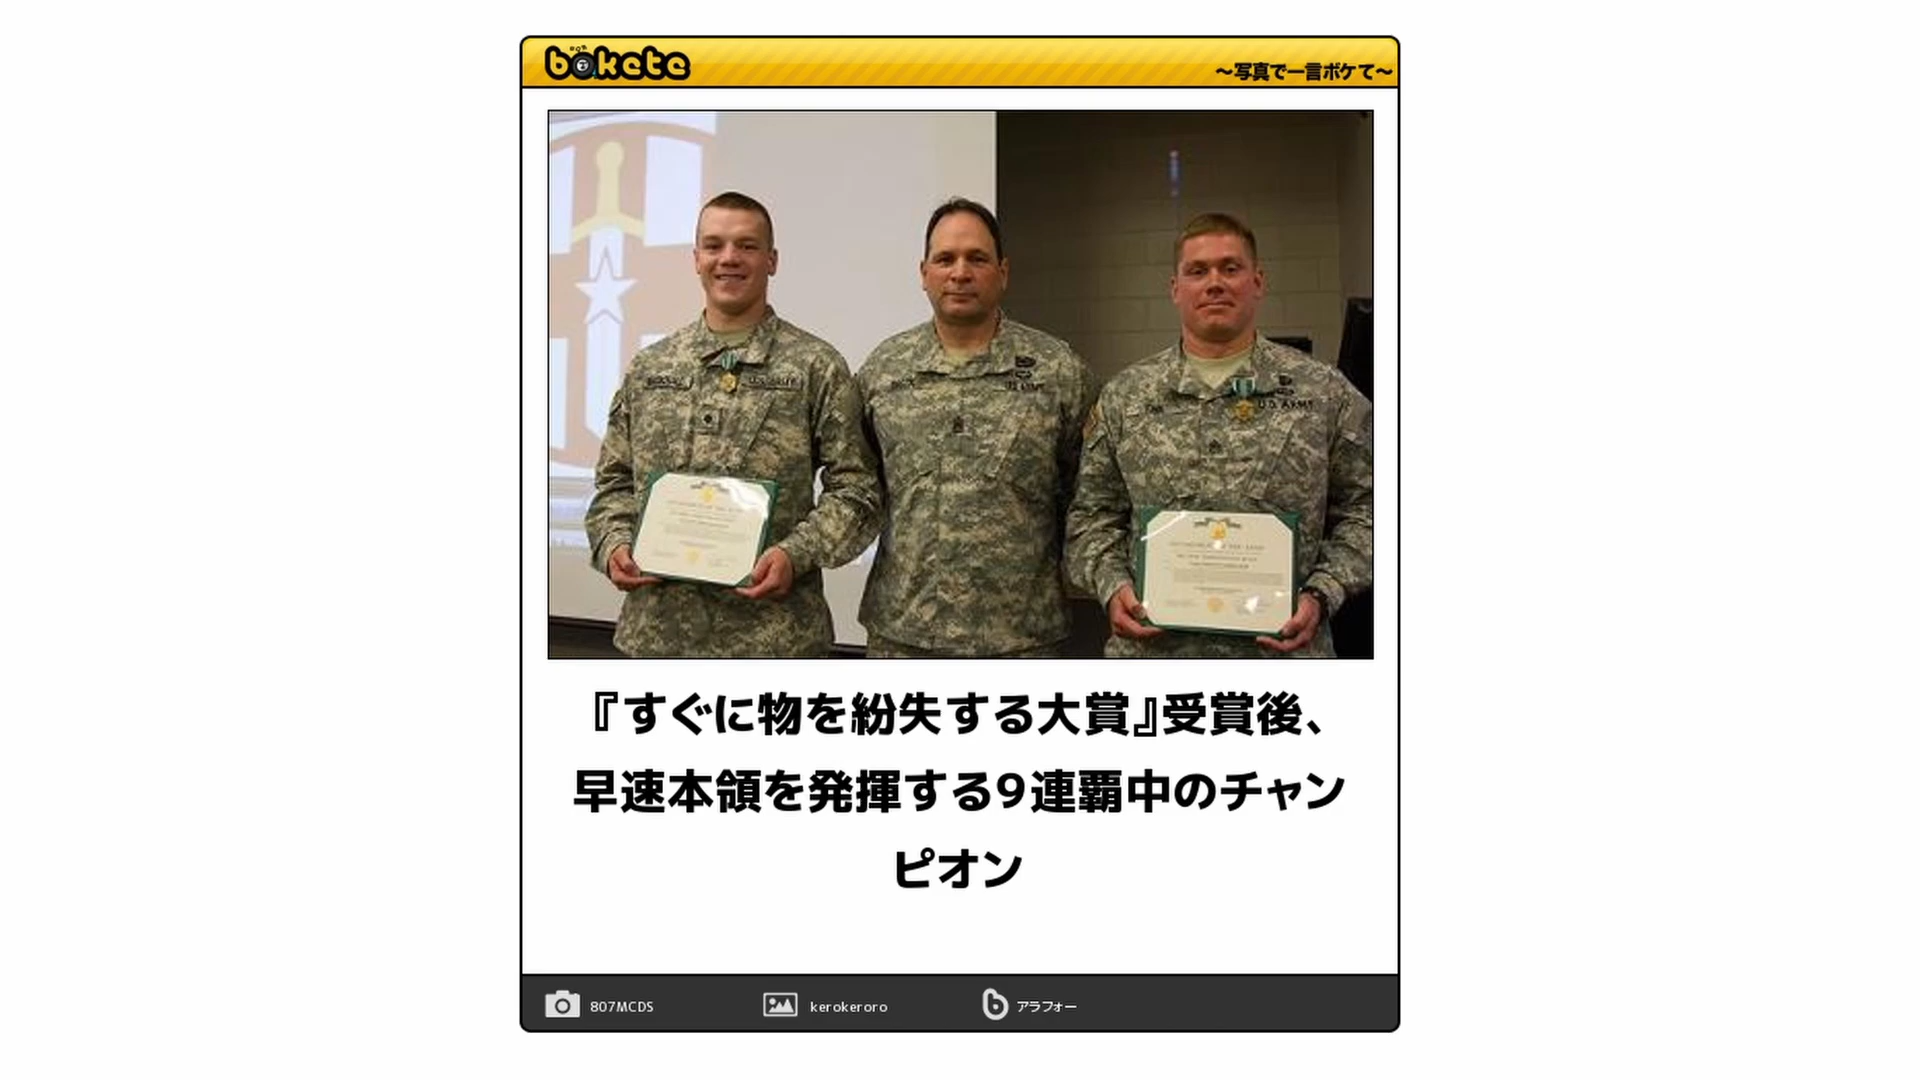 bokete
～写真で一言ボケて～
U.S. ARMY
『すぐに物を紛失する大賞』受賞後、
早速本領を発揮する9連覇中のチャン
ピオン
807MCDS
kerokeroro
アラフォー